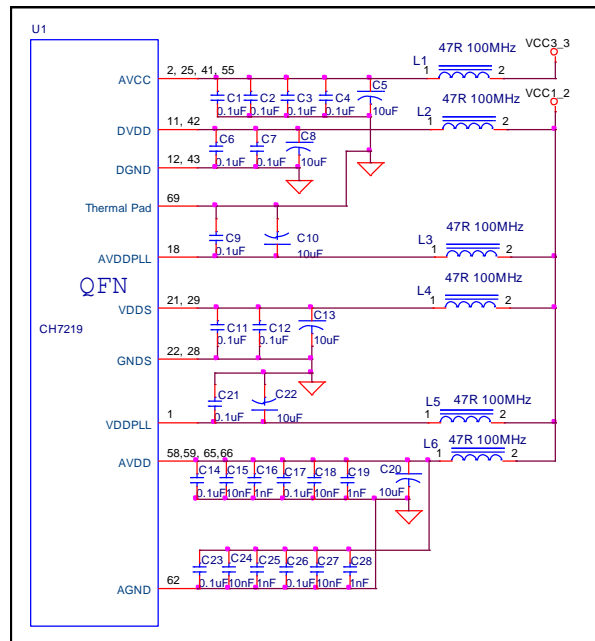 U1
47R 100MHz
VCC3_3
L1
1
2
AVCC
2, 25, 41, 55
C1
C2
C3
C4
C5
0.1uF
0.1uF
0.1uF
0.1uF
10uF
47R 100MHz
VCC1_2
L2
1
2
DVDD
11, 42
C6
C7
C8
0.1uF
0.1uF
10uF
DGND
12, 43
Thermal Pad
69
C9
C10
0.1uF
10uF
47R 100MHz
L3
1
2
AVDDPLL
18
QFN
47R 100MHz
L4
1
2
VDDS
21, 29
CH7219
C11
C12
C13
0.1uF
0.1uF
10uF
GNDS
22, 28
C21
C22
0.1uF
10uF
47R 100MHz
L5
1
2
VDDPLL
1
47R 100MHz
L6
1
2
AVDD
58,59, 65,66
C14
C15
C16
C17
C18
C19
C20
0.1uF
10nF
1nF
0.1uF
10nF
1nF
10uF
C23
C24
C25
C26
C27
C28
0.1uF
10nF
1nF
0.1uF
10nF
1nF
AGND
62